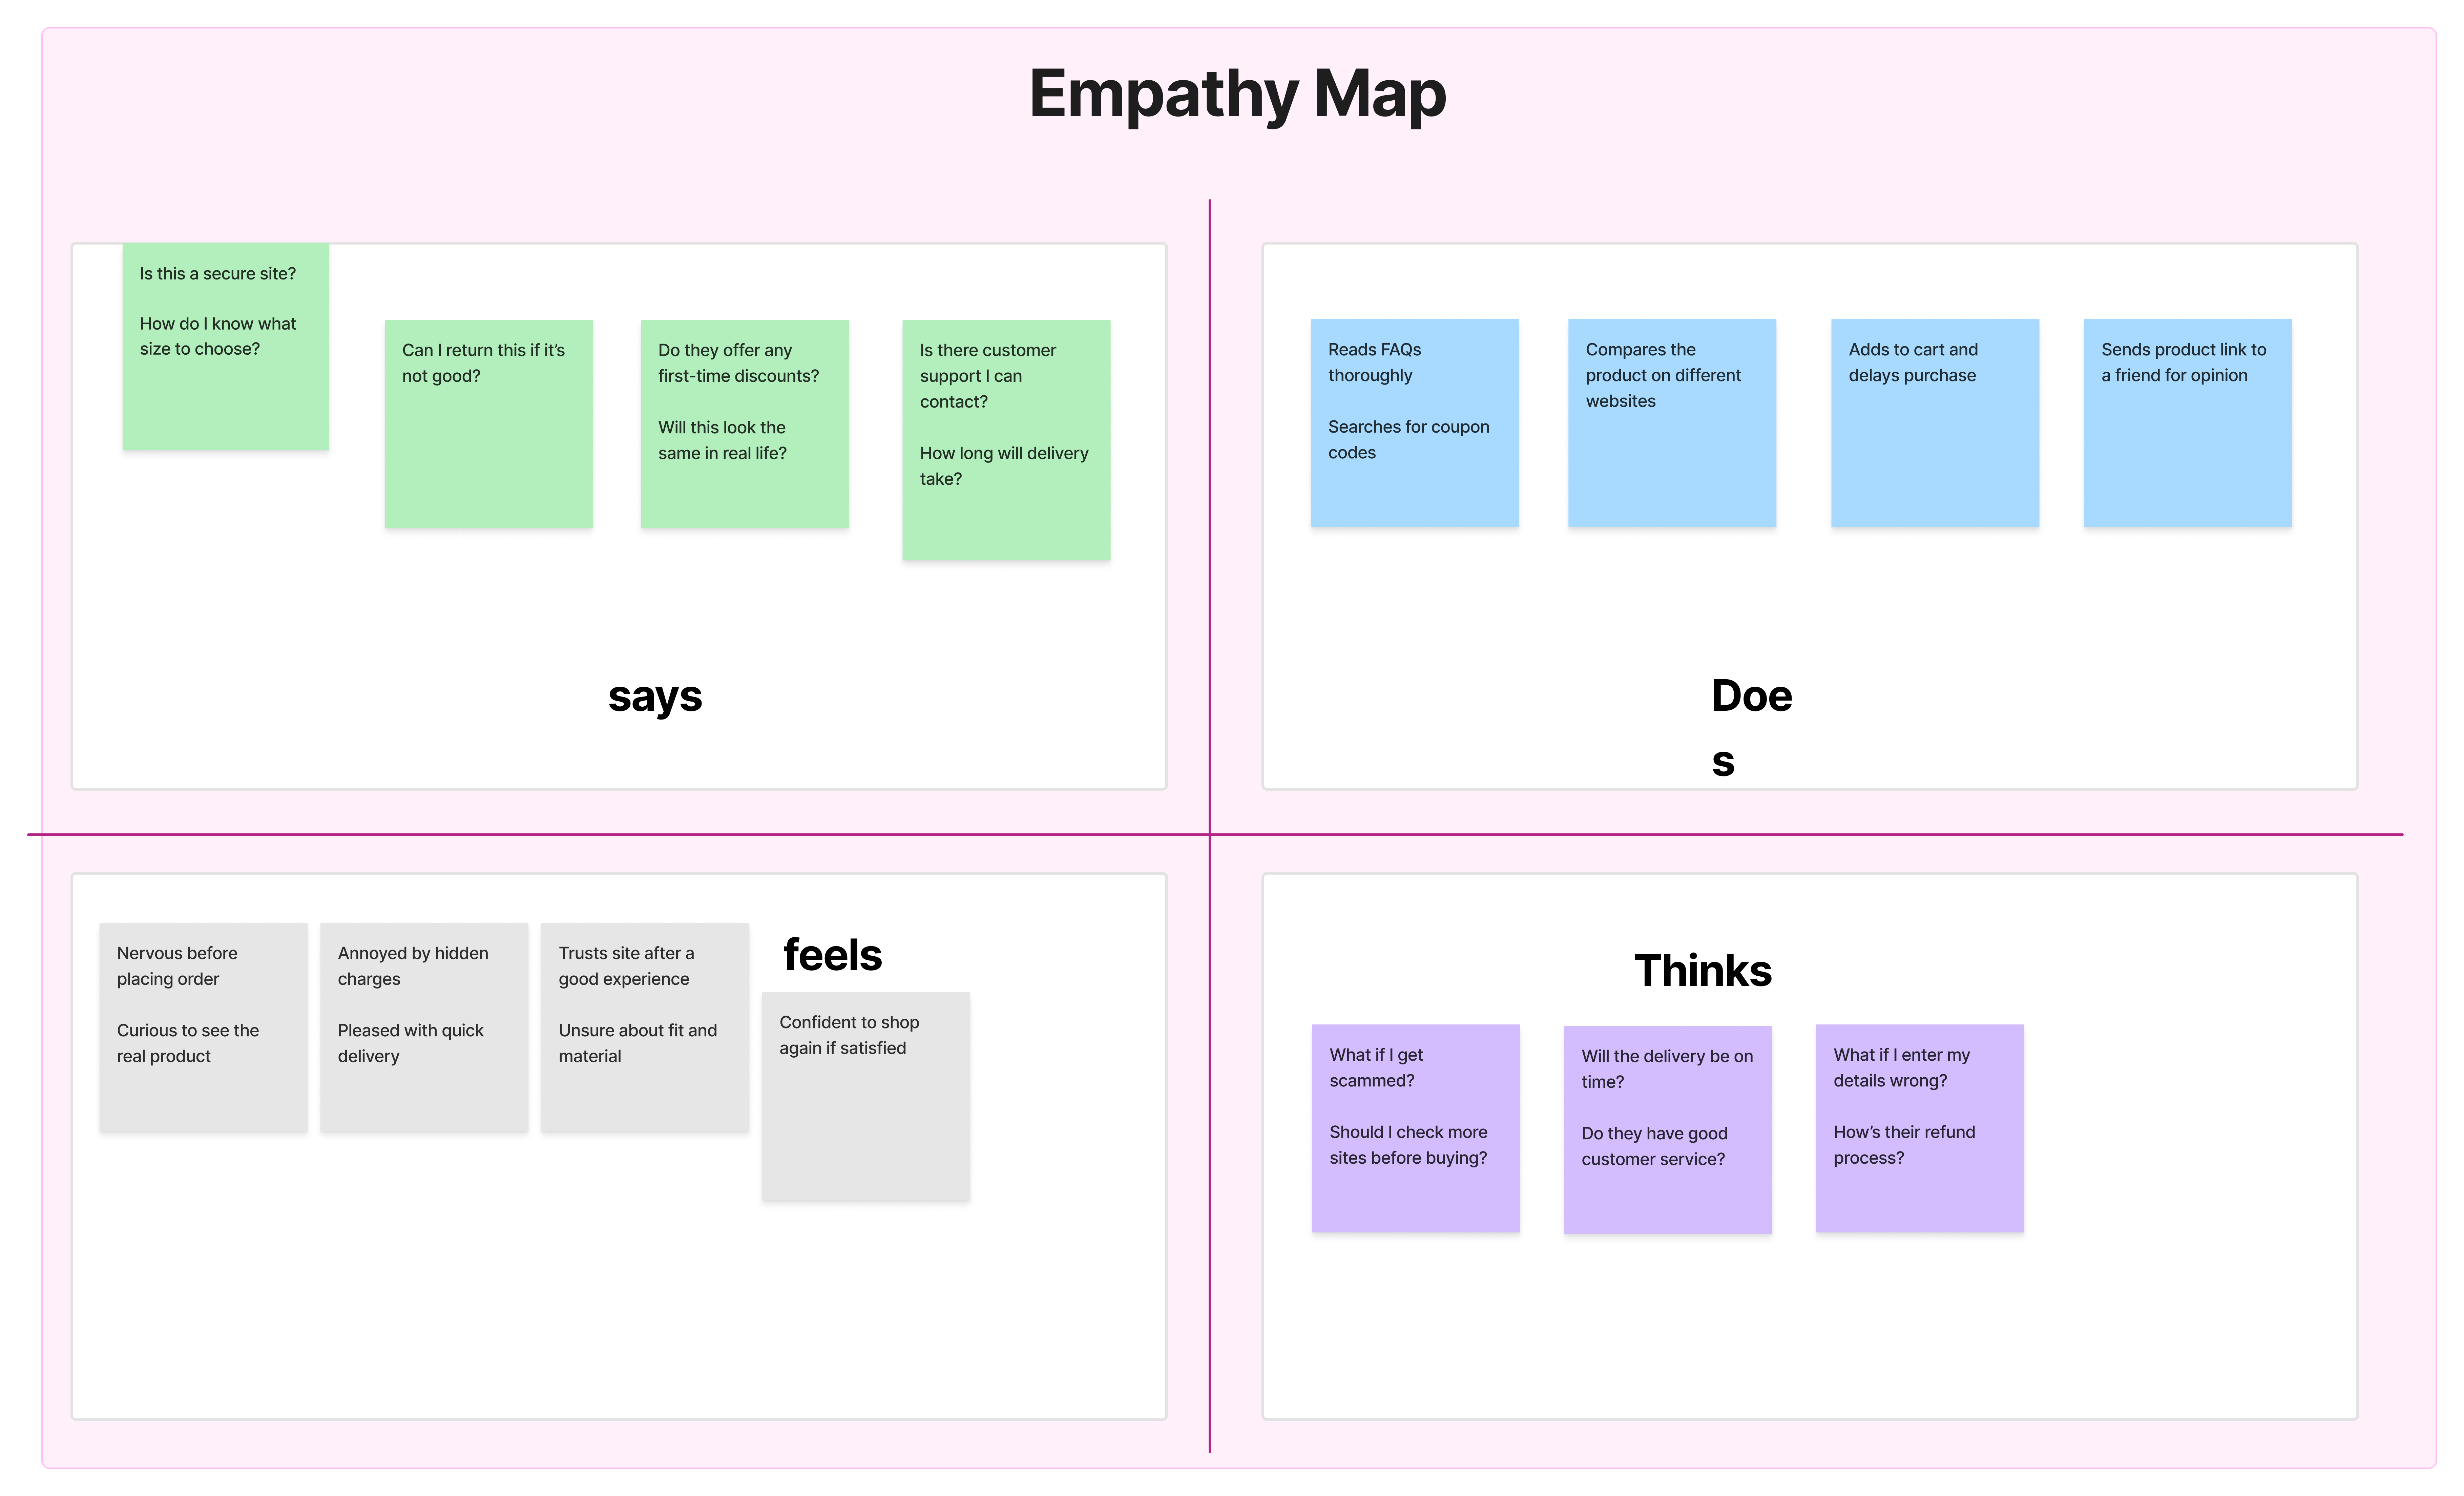 Empathy Map
Is this a secure site?
How do I know what
size to choose?
Can I return this if it’s
not good?
Do they offer any
first-time discounts?
Will this look the
same in real life?
Is there customer
support I can
contact?
How long will delivery
take?
says
Reads FAQs
thoroughly
Searches for coupon
codes
Compares the
product on different
websites
Adds to cart and
delays purchase
Sends product link to
a friend for opinion
Doe
s
Nervous before
placing order
Curious to see the
real product
Annoyed by hidden
charges
Pleased with quick
delivery
Trusts site after a
good experience
Unsure about fit and
material
feels
Confident to shop
again if satisfied
Thinks
What if I get
scammed?
Should I check more
sites before buying?
Will the delivery be on
time?
Do they have good
customer service?
What if I enter my
details wrong?
How’s their refund
process?